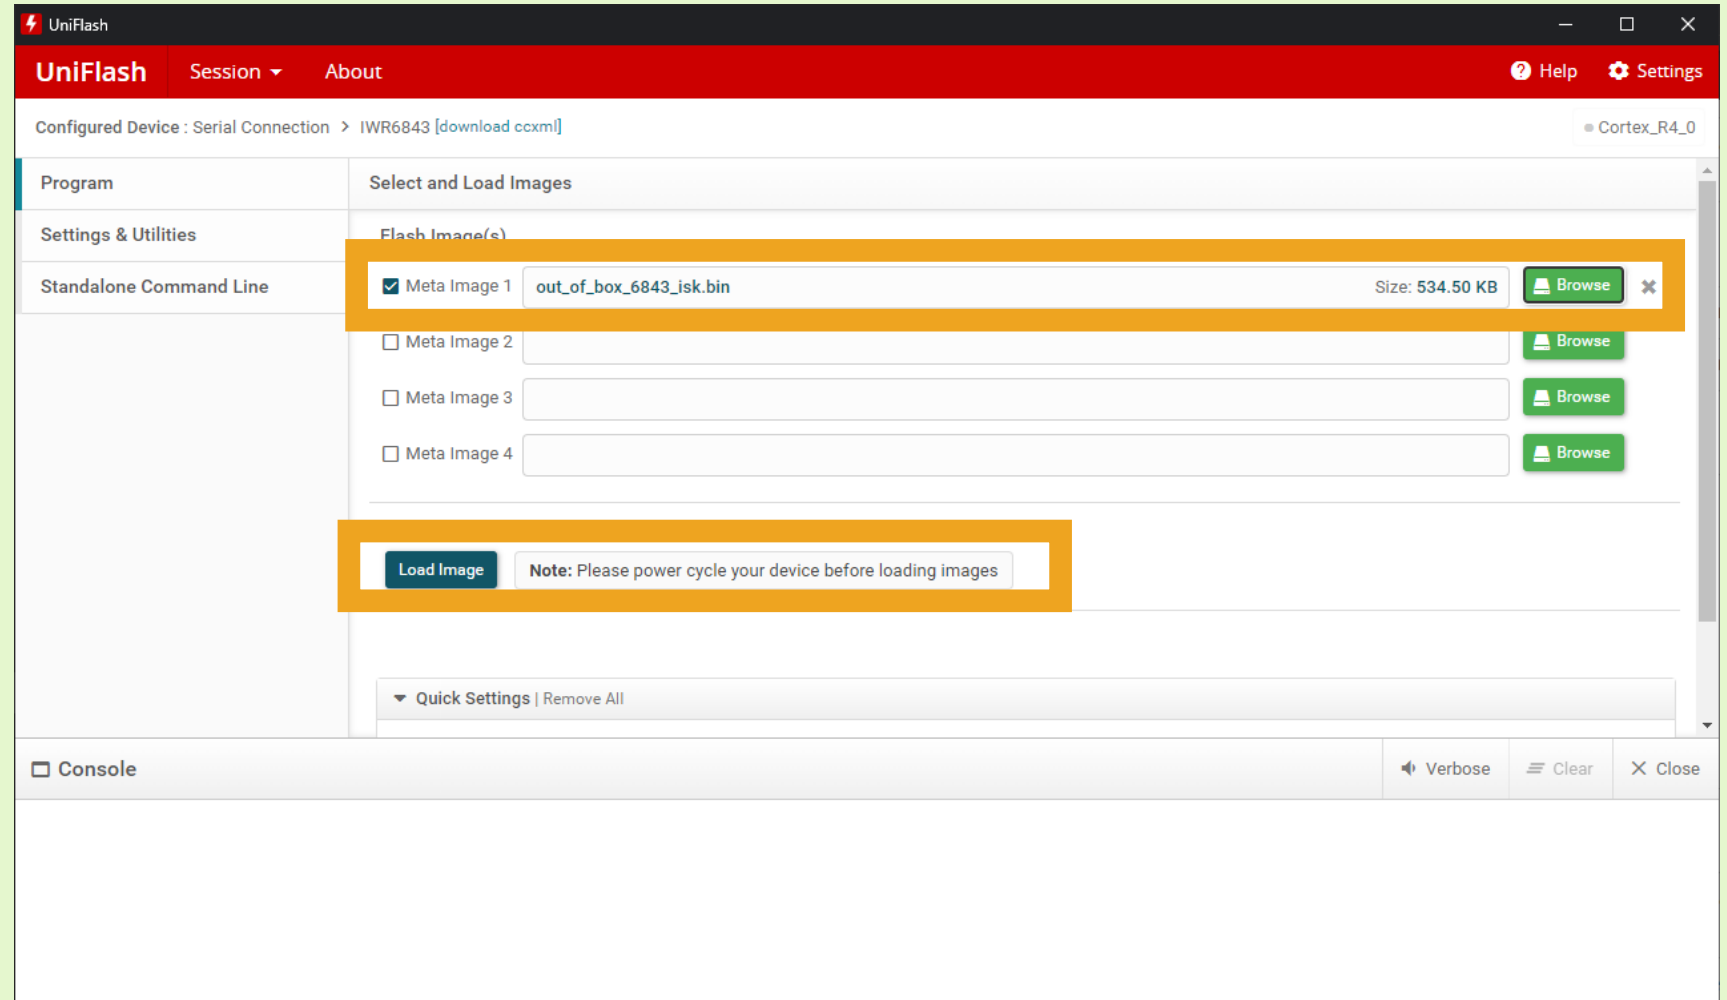 UniFlash
UniFlash Session About Help Settings
Configured Device : Serial Connection > IWR6843 [download ccxml] Cortex_R4_0
Program
Settings & Utilities
Standalone Command Line
Select and Load Images
Flash Image(s)
Meta Image 1 out_of_box_6843_isk.bin Size: 534.50 KB Browse
Meta Image 2 Browse
Meta Image 3 Browse
Meta Image 4 Browse
Load Image Note: Please power cycle your device before loading images
Quick Settings | Remove All
Console Verbose Clear Close